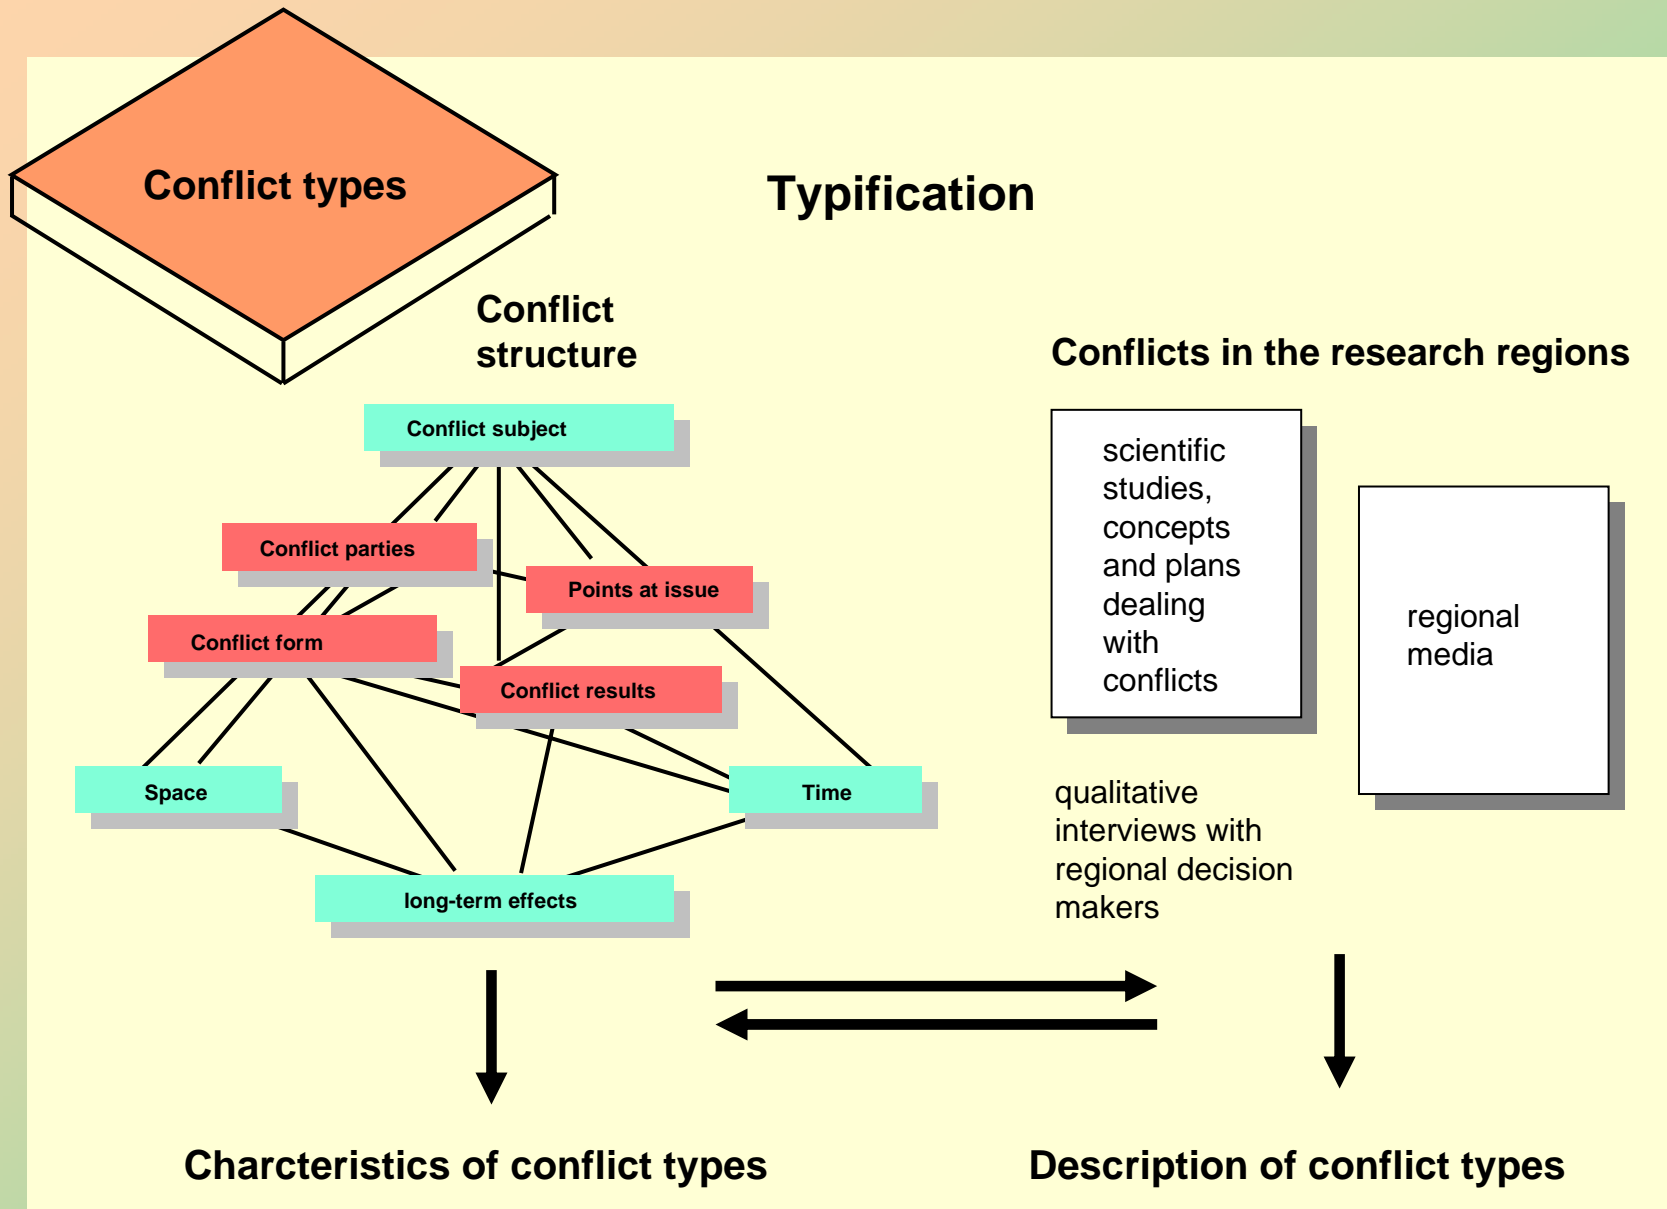 Conflict types
Typification
Conflict
structure
Conflict subject
Conflict parties
Points at issue
Conflict form
Conflict results
Space
Time
long-term effects
Conflicts in the research regions
scientific
studies,
concepts
and plans
dealing
with
conflicts
regional
media
qualitative
interviews with
regional decision
makers
Charcteristics of conflict types
Description of conflict types